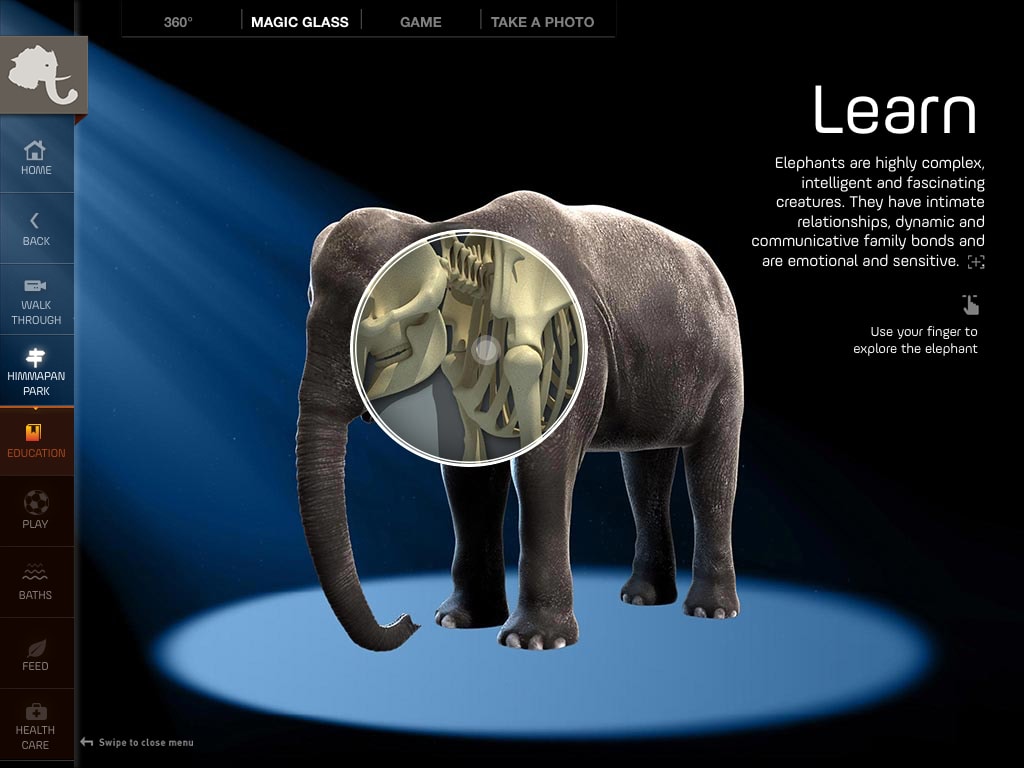 360°
MAGIC GLASS
GAME
TAKE A PHOTO
HOME
BACK
WALK
THROUGH
HIMMAPAN
PARK
EDUCATION
PLAY
BATHS
FEED
HEALTH
CARE
Learn
Elephants are highly complex,
intelligent and fascinating
creatures. They have intimate
relationships, dynamic and
communicative family bonds and
are emotional and sensitive.
Use your finger to
explore the elephant
Swipe to close menu